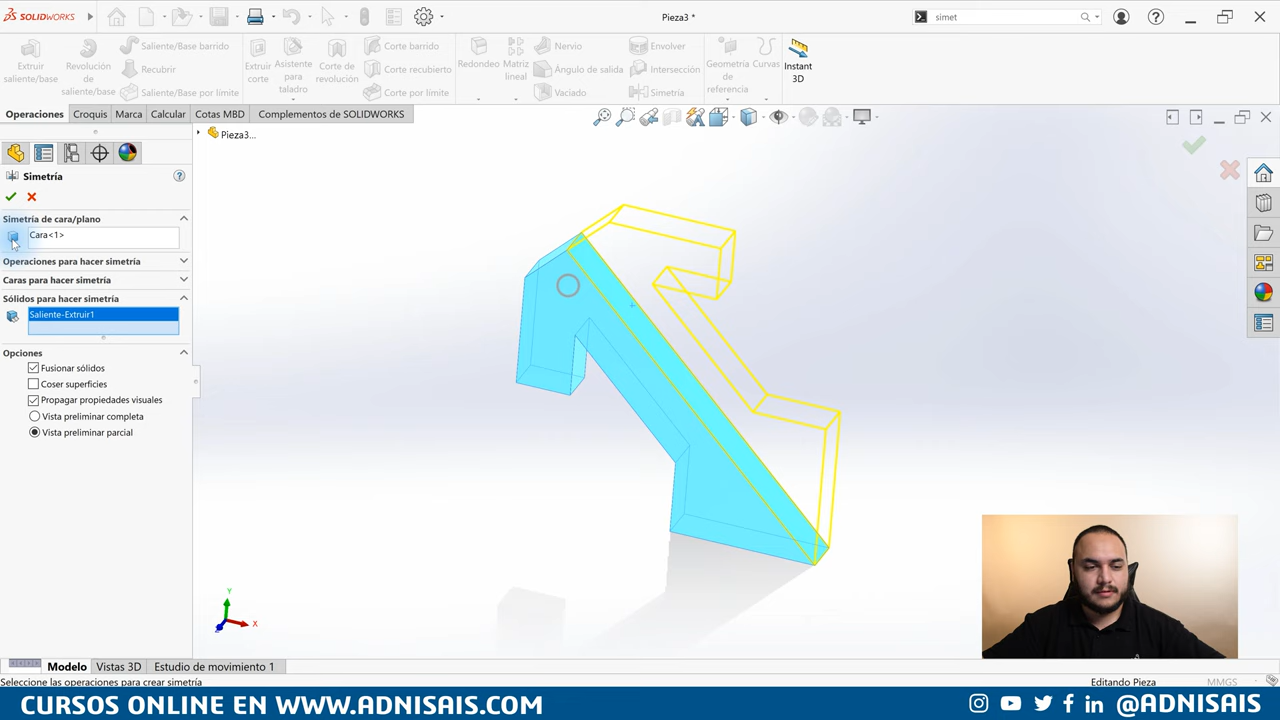 SOLIDWORKS
Pieza3 *
simet
Extruir saliente/base
Revolución de saliente/base
Saliente/Base barrido
Recubrir
Saliente/Base por límite
Extruir corte
Asistente para taladro
Corte de revolución
Corte barrido
Corte recubierto
Corte por límite
Redondeo
Matriz lineal
Nervio
Ángulo de salida
Vaciado
Envolver
Intersección
Simetría
Geometría de referencia
Curvas
Instant 3D
Operaciones
Croquis
Marca
Calcular
Cotas MBD
Complementos de SOLIDWORKS
Pieza3...
Simetría
Simetría de cara/plano
Cara<1>
Operaciones para hacer simetría
Caras para hacer simetría
Sólidos para hacer simetría
Saliente-Extruir1
Opciones
Fusionar sólidos
Coser superficies
Propagar propiedades visuales
Vista preliminar completa
Vista preliminar parcial
Y
X
Z
Modelo
Vistas 3D
Estudio de movimiento 1
Seleccione las operaciones para crear simetría
Editando Pieza
MMGS
CURSOS ONLINE EN WWW.ADNISAIS.COM
@ADNISAIS